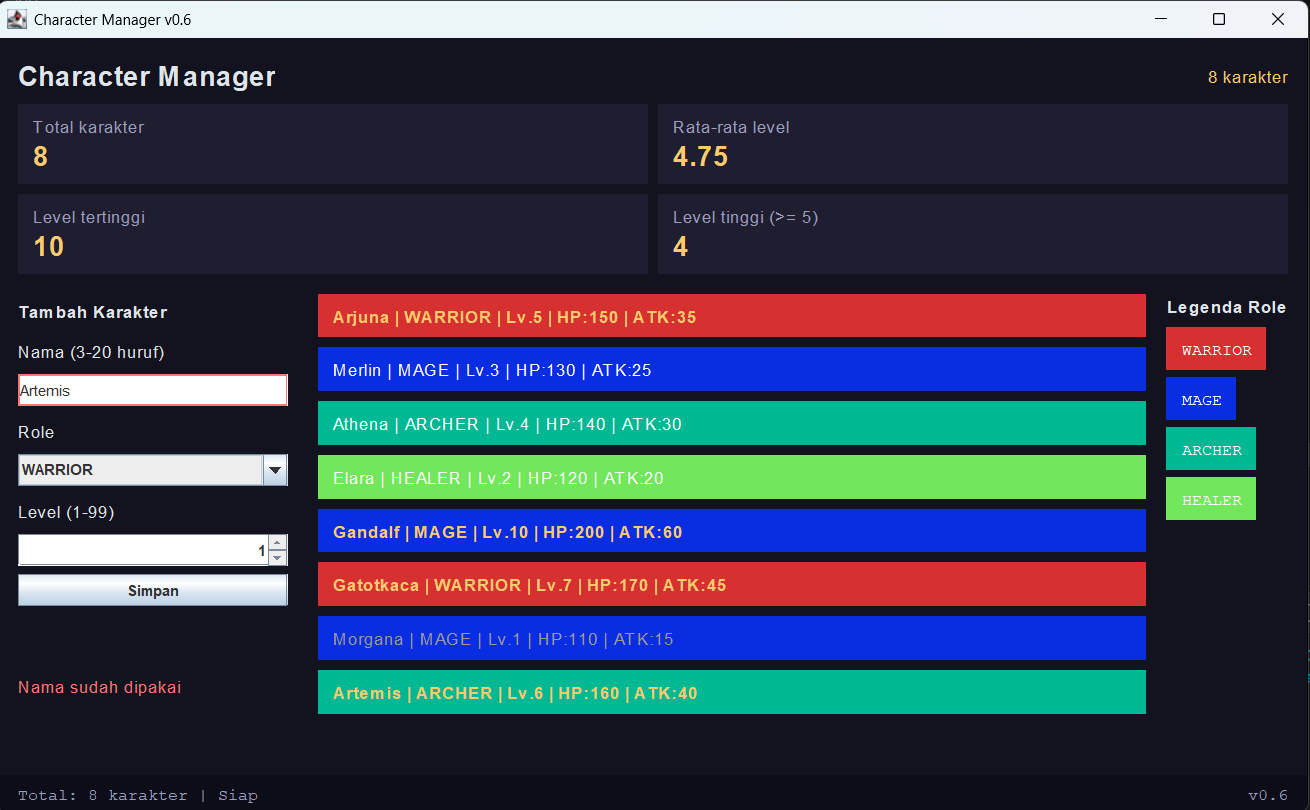 Character Manager v0.6
Character Manager
8 karakter
Total karakter
8
Rata-rata level
4.75
Level tertinggi
10
Level tinggi (>= 5)
4
Tambah Karakter
Nama (3-20 huruf)
Artemis
Role
WARRIOR
Level (1-99)
1
Simpan
Nama sudah dipakai
Arjuna | WARRIOR | Lv.5 | HP:150 | ATK:35
Merlin | MAGE | Lv.3 | HP:130 | ATK:25
Athena | ARCHER | Lv.4 | HP:140 | ATK:30
Elara | HEALER | Lv.2 | HP:120 | ATK:20
Gandalf | MAGE | Lv.10 | HP:200 | ATK:60
Gatotkaca | WARRIOR | Lv.7 | HP:170 | ATK:45
Morgana | MAGE | Lv.1 | HP:110 | ATK:15
Artemis | ARCHER | Lv.6 | HP:160 | ATK:40
Legenda Role
WARRIOR
MAGE
ARCHER
HEALER
Total: 8 karakter | Siap
v0.6